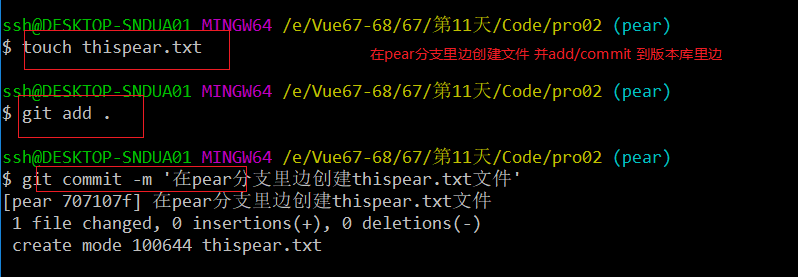 ssh@DESKTOP-SNDUA01 MINGW64 /e/Vue67-68/67/第11天/Code/pro02 (pear)
$ touch thispear.txt
在pear分支里边创建文件 并add/commit 到版本库里边
ssh@DESKTOP-SNDUA01 MINGW64 /e/Vue67-68/67/第11天/Code/pro02 (pear)
$ git add .
ssh@DESKTOP-SNDUA01 MINGW64 /e/Vue67-68/67/第11天/Code/pro02 (pear)
$ git commit -m '在pear分支里边创建thispear.txt文件'
[pear 707107f] 在pear分支里边创建thispear.txt文件
1 file changed, 0 insertions(+), 0 deletions(-)
create mode 100644 thispear.txt